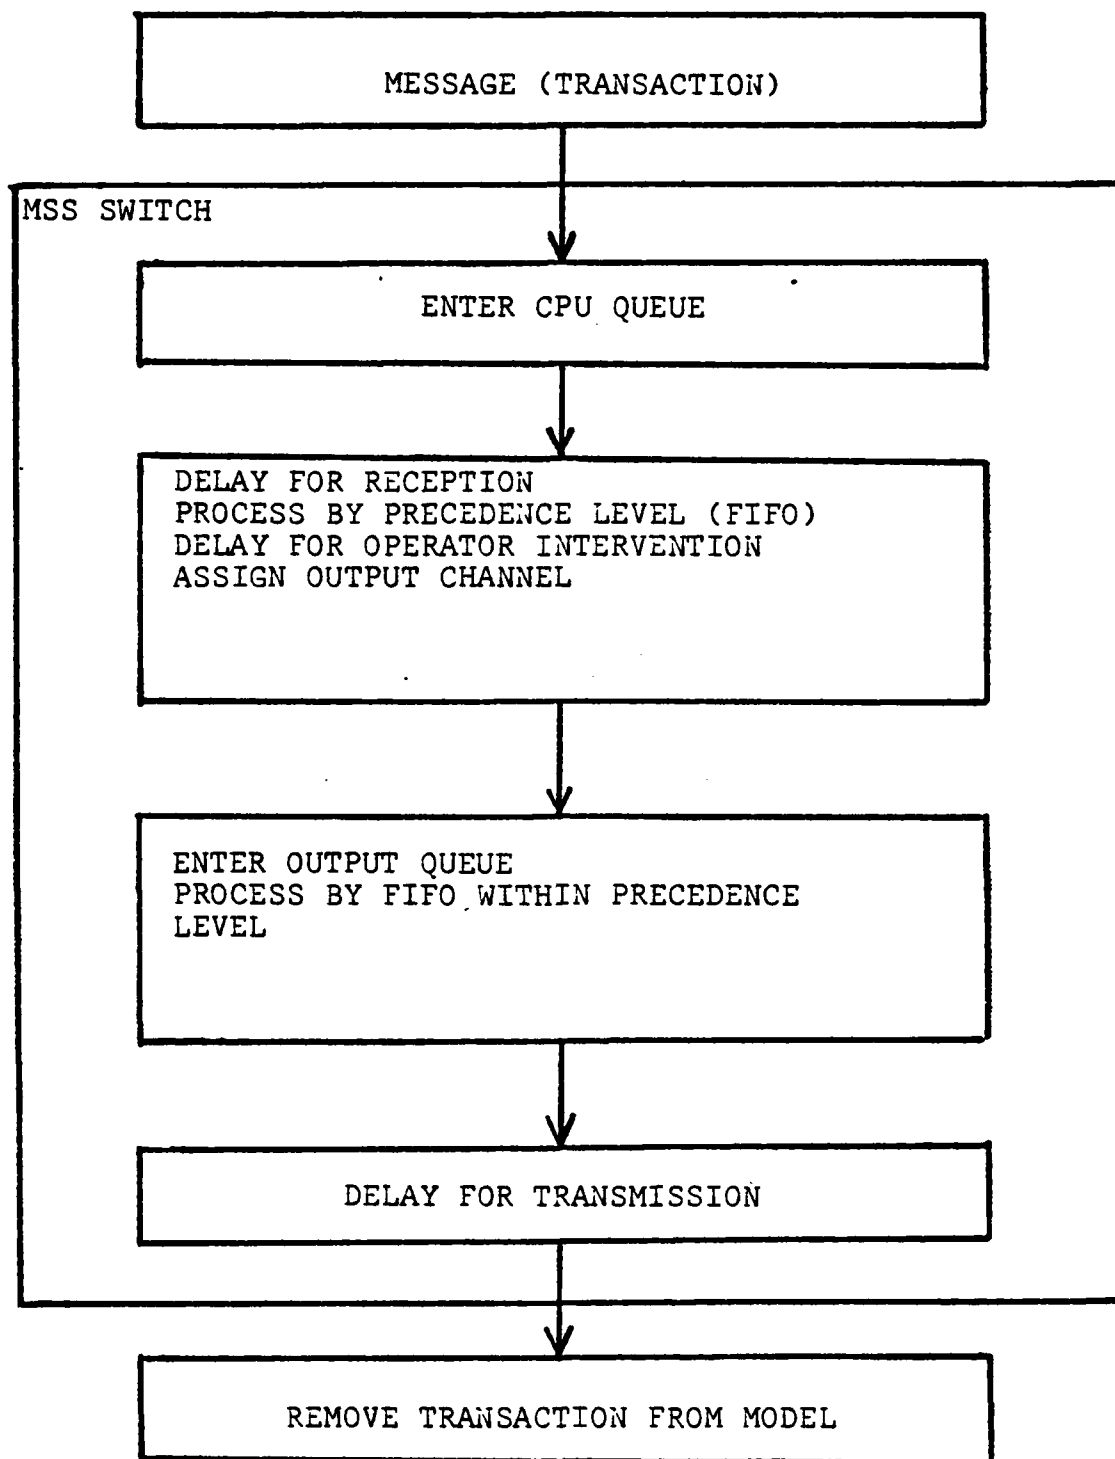 MESSAGE (TRANSACTION)
MSS SWITCH
ENTER CPU QUEUE
DELAY FOR RECEPTION
PROCESS BY PRECEDENCE LEVEL (FIFO)
DELAY FOR OPERATOR INTERVENTION
ASSIGN OUTPUT CHANNEL
ENTER OUTPUT QUEUE
PROCESS BY FIFO WITHIN PRECEDENCE
LEVEL
DELAY FOR TRANSMISSION
REMOVE TRANSACTION FROM MODEL